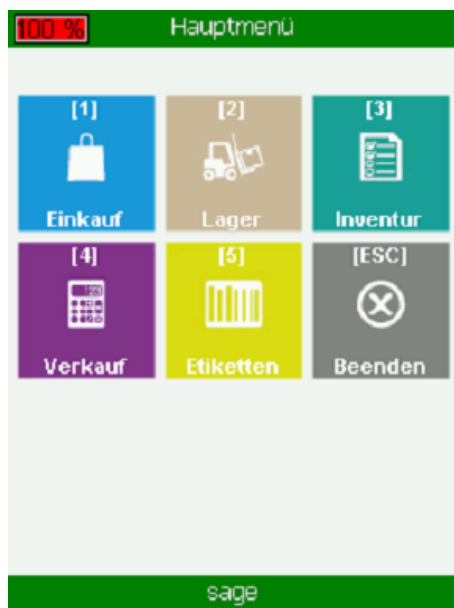 100 % Hauptmenü
[1] [2] [3]
Einkauf Lager Inventur
[4] [5] [ESC]
Verkauf Etiketten Beenden
sage